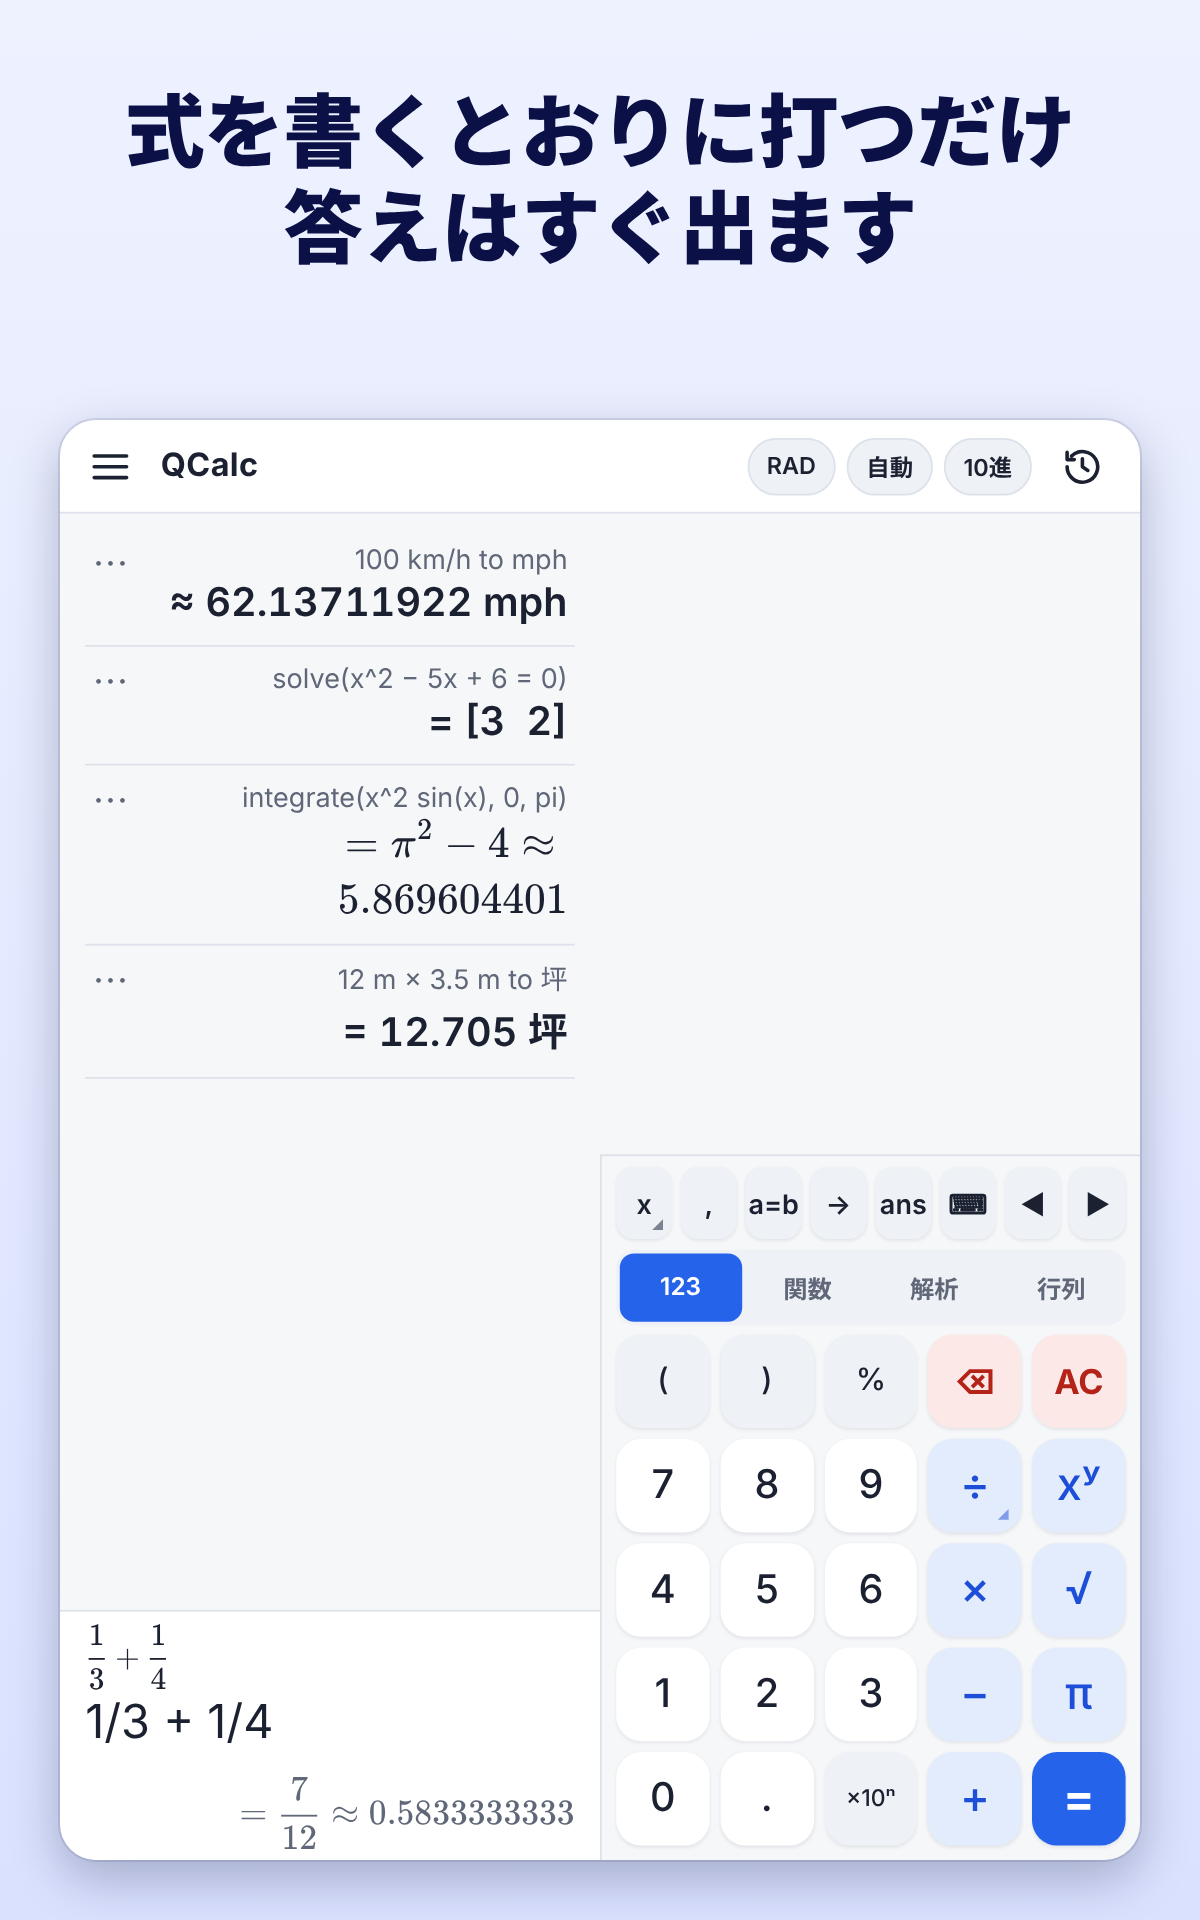 式を書くとおりに打つだけ
答えはすぐ出ます
QCalc
RAD 自動 10進
100 km/h to mph
≈ 62.13711922 mph
solve(x^2 − 5x + 6 = 0)
= [3 2]
integrate(x^2 sin(x), 0, pi)
= π² − 4 ≈
5.869604401
12 m × 3.5 m to 坪
= 12.705 坪
1/3 + 1/4
1/3 + 1/4
= 7/12 ≈ 0.5833333333
x , a=b → ans ⌨ ◀ ▶
123 関数 解析 行列
( ) % ⌫ AC
7 8 9 ÷ xʸ
4 5 6 × √
1 2 3 − π
0 . ×10ⁿ + =